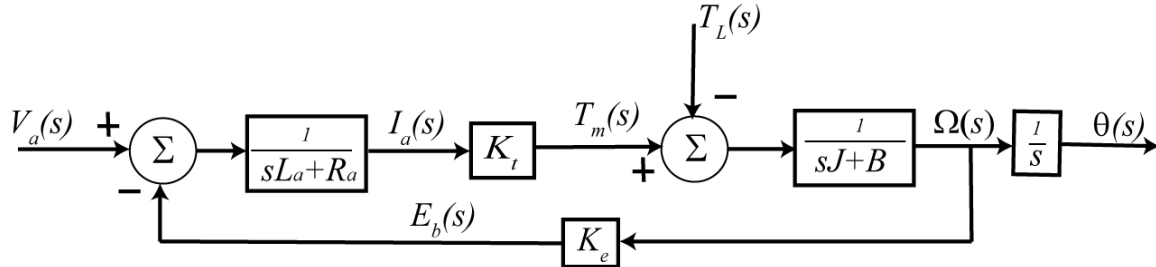 T_L(s)
V_a(s) + Σ 1/(sL_a+R_a) I_a(s) K_t T_m(s) + − Σ 1/(sJ+B) Ω(s) 1/s θ(s)
−
E_b(s) K_e